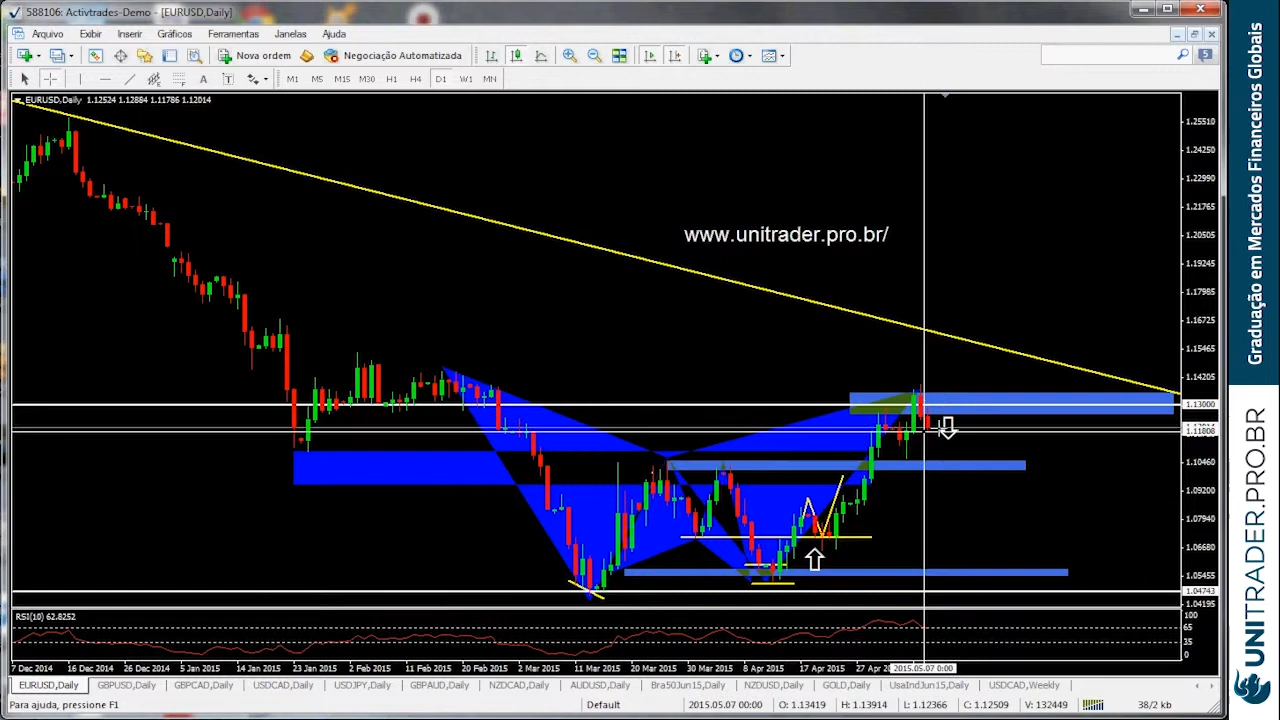 588106: Activtrades-Demo - [EURUSD,Daily]
Arquivo Exibir Inserir Gráficos Ferramentas Janelas Ajuda
Nova ordem Negociação Automatizada
5
A T M1 M5 M15 M30 H1 H4 D1 W1 MN
EURUSD,Daily 1.12524 1.12884 1.11786 1.12014
www.unitrader.pro.br/
1.25510
1.24250
1.22990
1.21765
1.20505
1.19245
1.17985
1.16725
1.15465
1.14205
1.13000
1.11808
1.10460
1.09200
1.07940
1.06680
1.05455
1.04743
1.04195
RSI(10) 62.8252
100
65
35
0
7 Dec 2014 16 Dec 2014 26 Dec 2014 5 Jan 2015 14 Jan 2015 23 Jan 2015 2 Feb 2015 11 Feb 2015 20 Feb 2015 2 Mar 2015 11 Mar 2015 20 Mar 2015 30 Mar 2015 8 Apr 2015 17 Apr 2015 27 Ap 2015.05.07 0:00
EURUSD,Daily GBPUSD,Daily GBPCAD,Daily USDCAD,Daily USDJPY,Daily GBPAUD,Daily NZDCAD,Daily AUDUSD,Daily Bra50Jun15,Daily NZDUSD,Daily GOLD,Daily UsaIndJun15,Daily USDCAD,Weekly
Para ajuda, pressione F1 Default 2015.05.07 00:00 O: 1.13419 H: 1.13914 L: 1.12366 C: 1.12509 V: 132449 38/2 kb
Graduação em Mercados Financeiros Globais
UNITRADER.PRO.BR